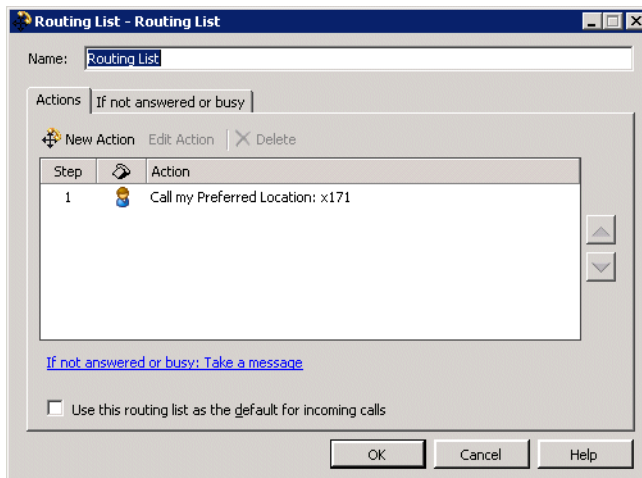 Routing List - Routing List
Name: Routing List
Actions If not answered or busy
New Action Edit Action Delete
Step Action
1 Call my Preferred Location: x171
If not answered or busy: Take a message
Use this routing list as the default for incoming calls
OK Cancel Help